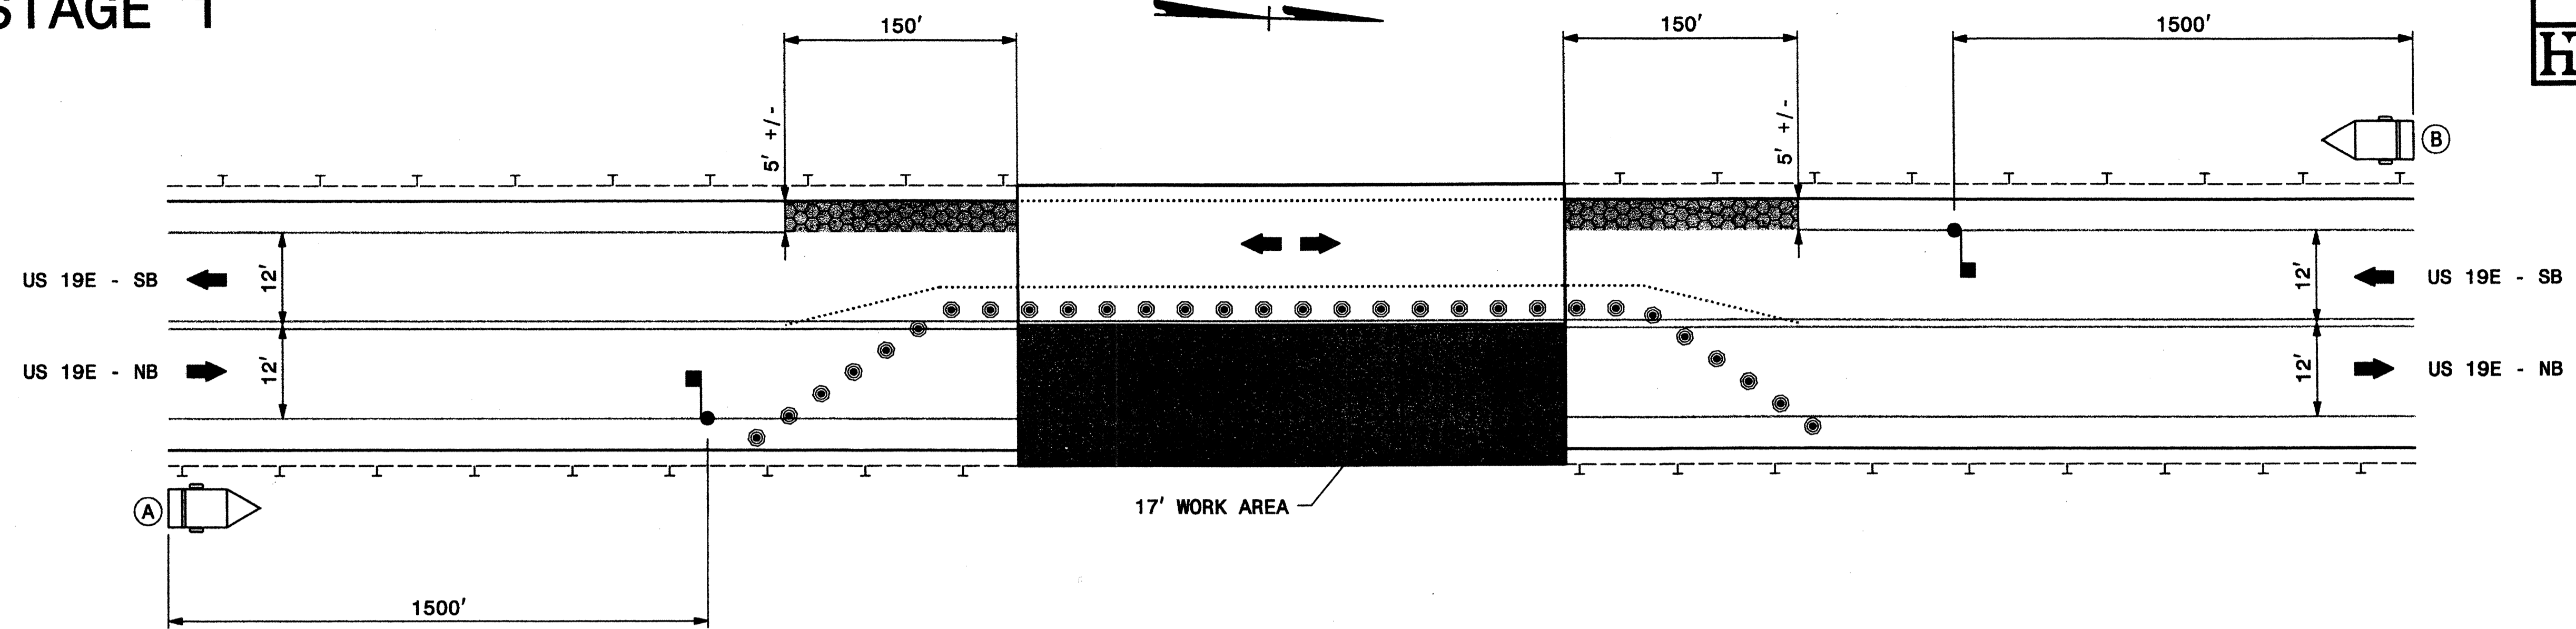 STAGE 1
150'
150'
1500'
H
5' +/-
5' +/-
B
US 19E - SB
12'
12'
US 19E - SB
US 19E - NB
12'
12'
US 19E - NB
A
17' WORK AREA
1500'